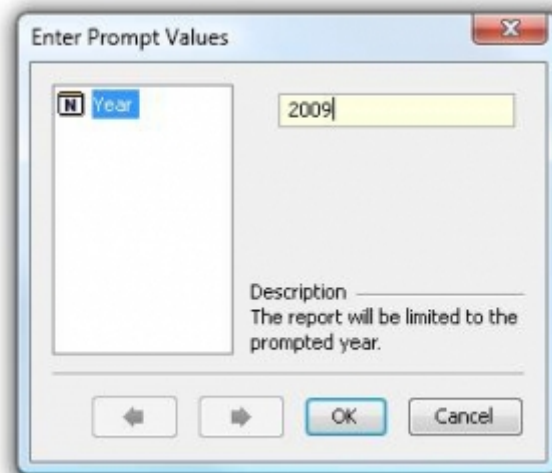 Enter Prompt Values
N Year
2009
Description
The report will be limited to the
prompted year.
OK
Cancel